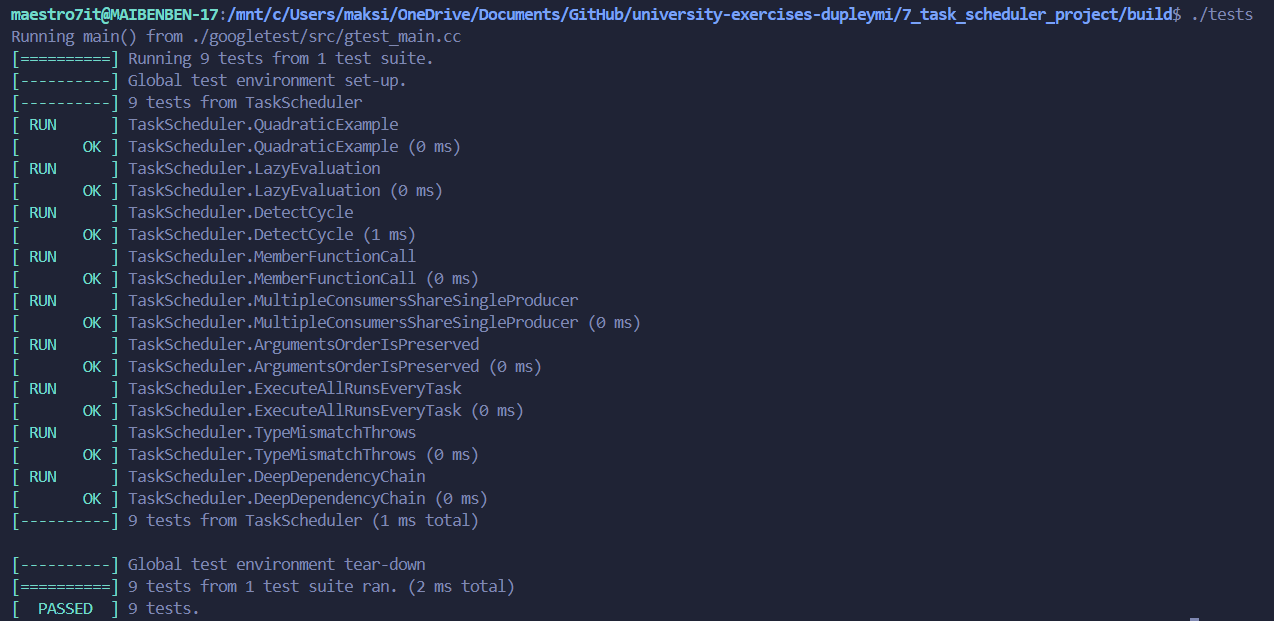 maestro7it@MAIBENBEN-17:/mnt/c/Users/maksi/OneDrive/Documents/GitHub/university-exercises-dupleymi/7_task_scheduler_project/build$ ./tests
Running main() from ./googletest/src/gtest_main.cc
[==========] Running 9 tests from 1 test suite.
[----------] Global test environment set-up.
[----------] 9 tests from TaskScheduler
[ RUN      ] TaskScheduler.QuadraticExample
[       OK ] TaskScheduler.QuadraticExample (0 ms)
[ RUN      ] TaskScheduler.LazyEvaluation
[       OK ] TaskScheduler.LazyEvaluation (0 ms)
[ RUN      ] TaskScheduler.DetectCycle
[       OK ] TaskScheduler.DetectCycle (1 ms)
[ RUN      ] TaskScheduler.MemberFunctionCall
[       OK ] TaskScheduler.MemberFunctionCall (0 ms)
[ RUN      ] TaskScheduler.MultipleConsumersShareSingleProducer
[       OK ] TaskScheduler.MultipleConsumersShareSingleProducer (0 ms)
[ RUN      ] TaskScheduler.ArgumentsOrderIsPreserved
[       OK ] TaskScheduler.ArgumentsOrderIsPreserved (0 ms)
[ RUN      ] TaskScheduler.ExecuteAllRunsEveryTask
[       OK ] TaskScheduler.ExecuteAllRunsEveryTask (0 ms)
[ RUN      ] TaskScheduler.TypeMismatchThrows
[       OK ] TaskScheduler.TypeMismatchThrows (0 ms)
[ RUN      ] TaskScheduler.DeepDependencyChain
[       OK ] TaskScheduler.DeepDependencyChain (0 ms)
[----------] 9 tests from TaskScheduler (1 ms total)

[----------] Global test environment tear-down
[==========] 9 tests from 1 test suite ran. (2 ms total)
[  PASSED  ] 9 tests.